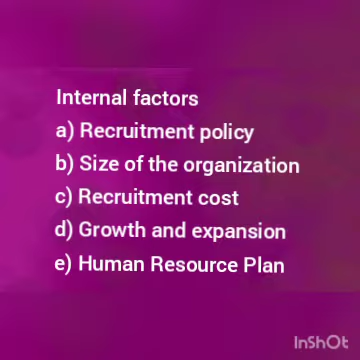 Internal factors
a) Recruitment policy
b) Size of the organization
c) Recruitment cost
d) Growth and expansion
e) Human Resource Plan
InShOt